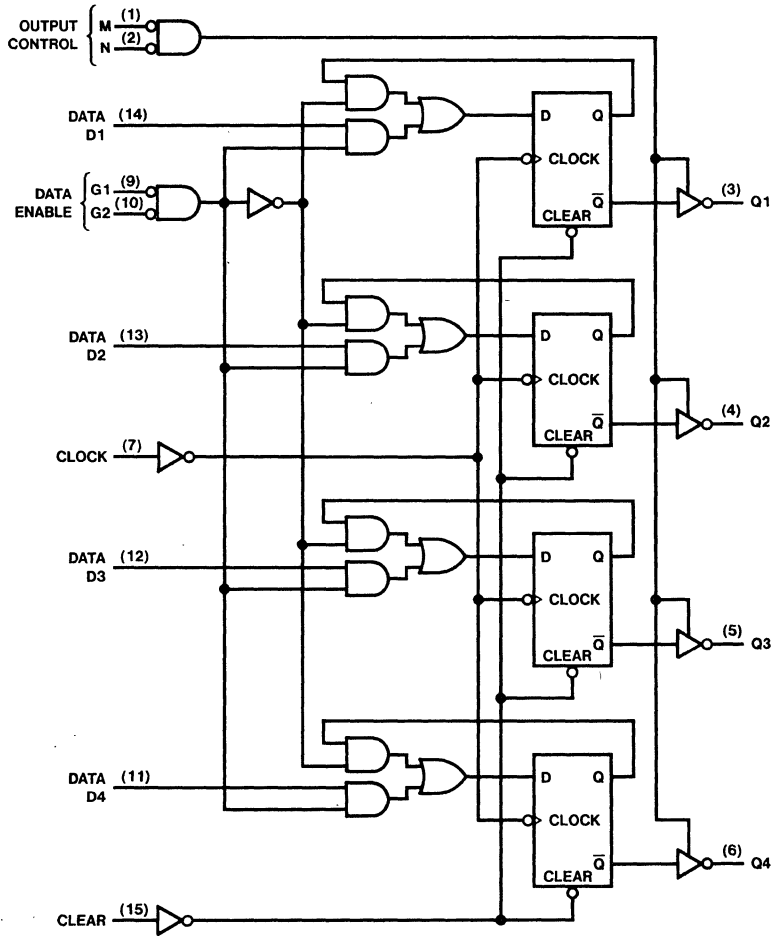 OUTPUT CONTROL
M (1)
N (2)
DATA D1 (14)
D Q
CLOCK
Q
CLEAR
(3) Q1
DATA ENABLE
G1 (9)
G2 (10)
DATA D2 (13)
D Q
CLOCK
Q
CLEAR
(4) Q2
CLOCK (7)
DATA D3 (12)
D Q
CLOCK
Q
CLEAR
(5) Q3
DATA D4 (11)
D Q
CLOCK
Q
CLEAR
(6) Q4
CLEAR (15)